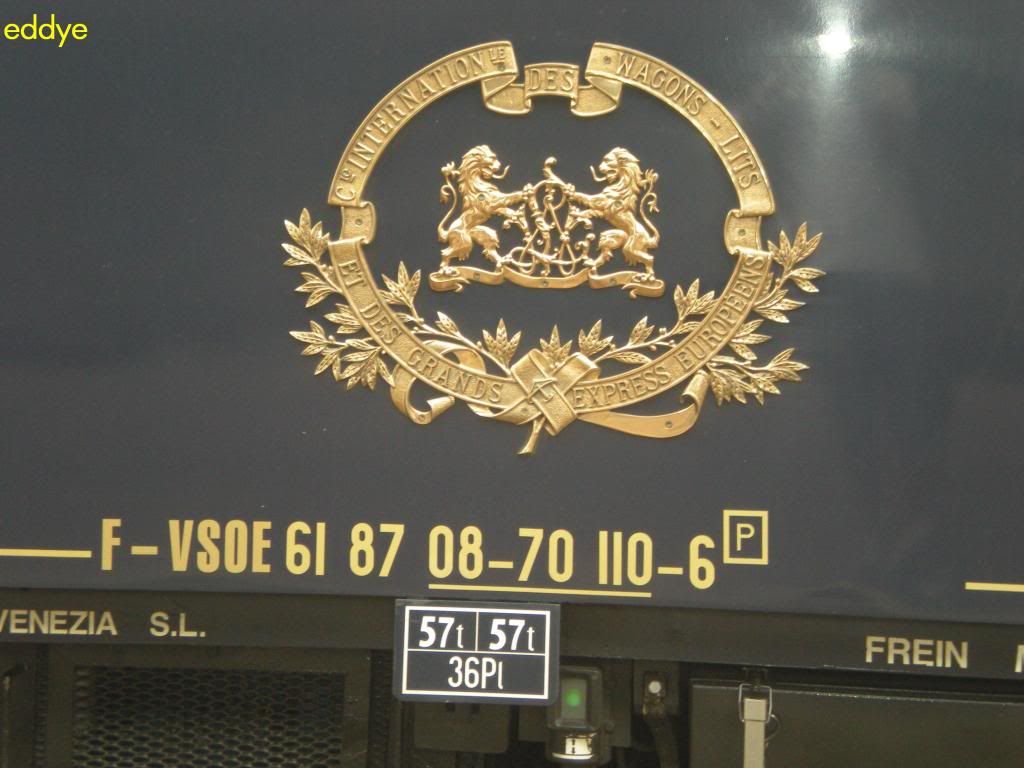 eddye
Cie INTERNATIONLE DES WAGONS - LITS
ET DES GRANDS EXPRESS EUROPEENS
F-VSOE 61 87 08-70 110-6 P
VENEZIA S.L.
57t 57t
36Pl
FREIN